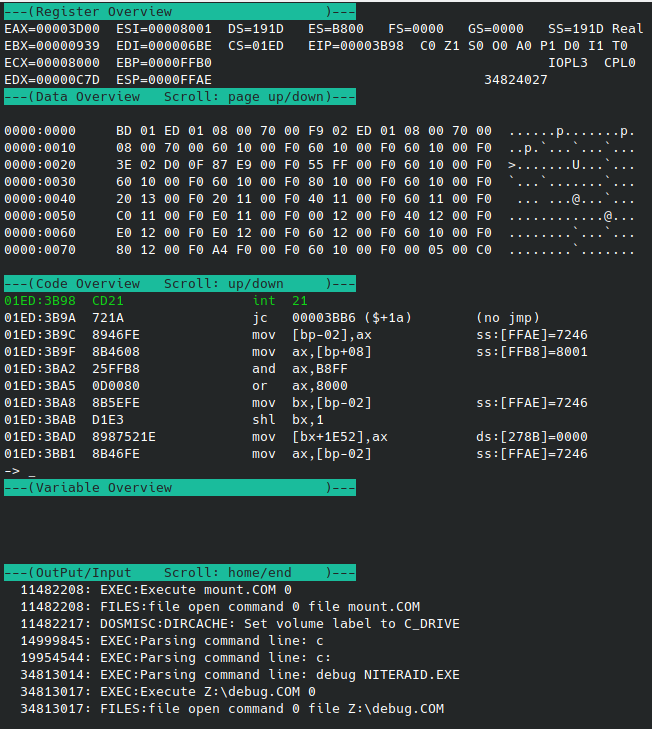 ---(Register Overview                   )---
EAX=00003D00  ESI=00008001  DS=191D   ES=B800   FS=0000   GS=0000   SS=191D Real
EBX=00000939  EDI=000006BE  CS=01ED   EIP=00003B98  C0 Z1 S0 O0 A0 P1 D0 I1 T0
ECX=00008000  EBP=0000FFB0                                          IOPL3  CPL0
EDX=00000C7D  ESP=0000FFAE                                  34824027
---(Data Overview   Scroll: page up/down)---
0000:0000     BD 01 ED 01 08 00 70 00 F9 02 ED 01 08 00 70 00  ......p.......p.
0000:0010     08 00 70 00 60 10 00 F0 60 10 00 F0 60 10 00 F0  ..p.`...`...`...
0000:0020     3E 02 D0 0F 87 E9 00 F0 55 FF 00 F0 60 10 00 F0  >.......U...`...
0000:0030     60 10 00 F0 60 10 00 F0 80 10 00 F0 60 10 00 F0  `...`.......`...
0000:0040     20 13 00 F0 20 11 00 F0 40 11 00 F0 60 11 00 F0   ... ...@...`...
0000:0050     C0 11 00 F0 E0 11 00 F0 00 12 00 F0 40 12 00 F0  ............@...
0000:0060     E0 12 00 F0 E0 12 00 F0 60 12 00 F0 60 10 00 F0  ........`...`...
0000:0070     80 12 00 F0 A4 F0 00 F0 60 10 00 F0 00 05 00 C0  ........`.......
---(Code Overview   Scroll: up/down     )---
01ED:3B98  CD21                int  21
01ED:3B9A  721A                jc   00003BB6 ($+1a)        (no jmp)
01ED:3B9C  8946FE              mov  [bp-02],ax             ss:[FFAE]=7246
01ED:3B9F  8B4608              mov  ax,[bp+08]             ss:[FFB8]=8001
01ED:3BA2  25FFB8              and  ax,B8FF
01ED:3BA5  0D0080              or   ax,8000
01ED:3BA8  8B5EFE              mov  bx,[bp-02]             ss:[FFAE]=7246
01ED:3BAB  D1E3                shl  bx,1
01ED:3BAD  8987521E            mov  [bx+1E52],ax           ds:[278B]=0000
01ED:3BB1  8B46FE              mov  ax,[bp-02]             ss:[FFAE]=7246
-> _
---(Variable Overview                   )---
---(OutPut/Input    Scroll: home/end    )---
11482208: EXEC:Execute mount.COM 0
11482208: FILES:file open command 0 file mount.COM
11482217: DOSMISC:DIRCACHE: Set volume label to C_DRIVE
14999845: EXEC:Parsing command line: c
19954544: EXEC:Parsing command line: c:
34813014: EXEC:Parsing command line: debug NITERAID.EXE
34813017: EXEC:Execute Z:\debug.COM 0
34813017: FILES:file open command 0 file Z:\debug.COM